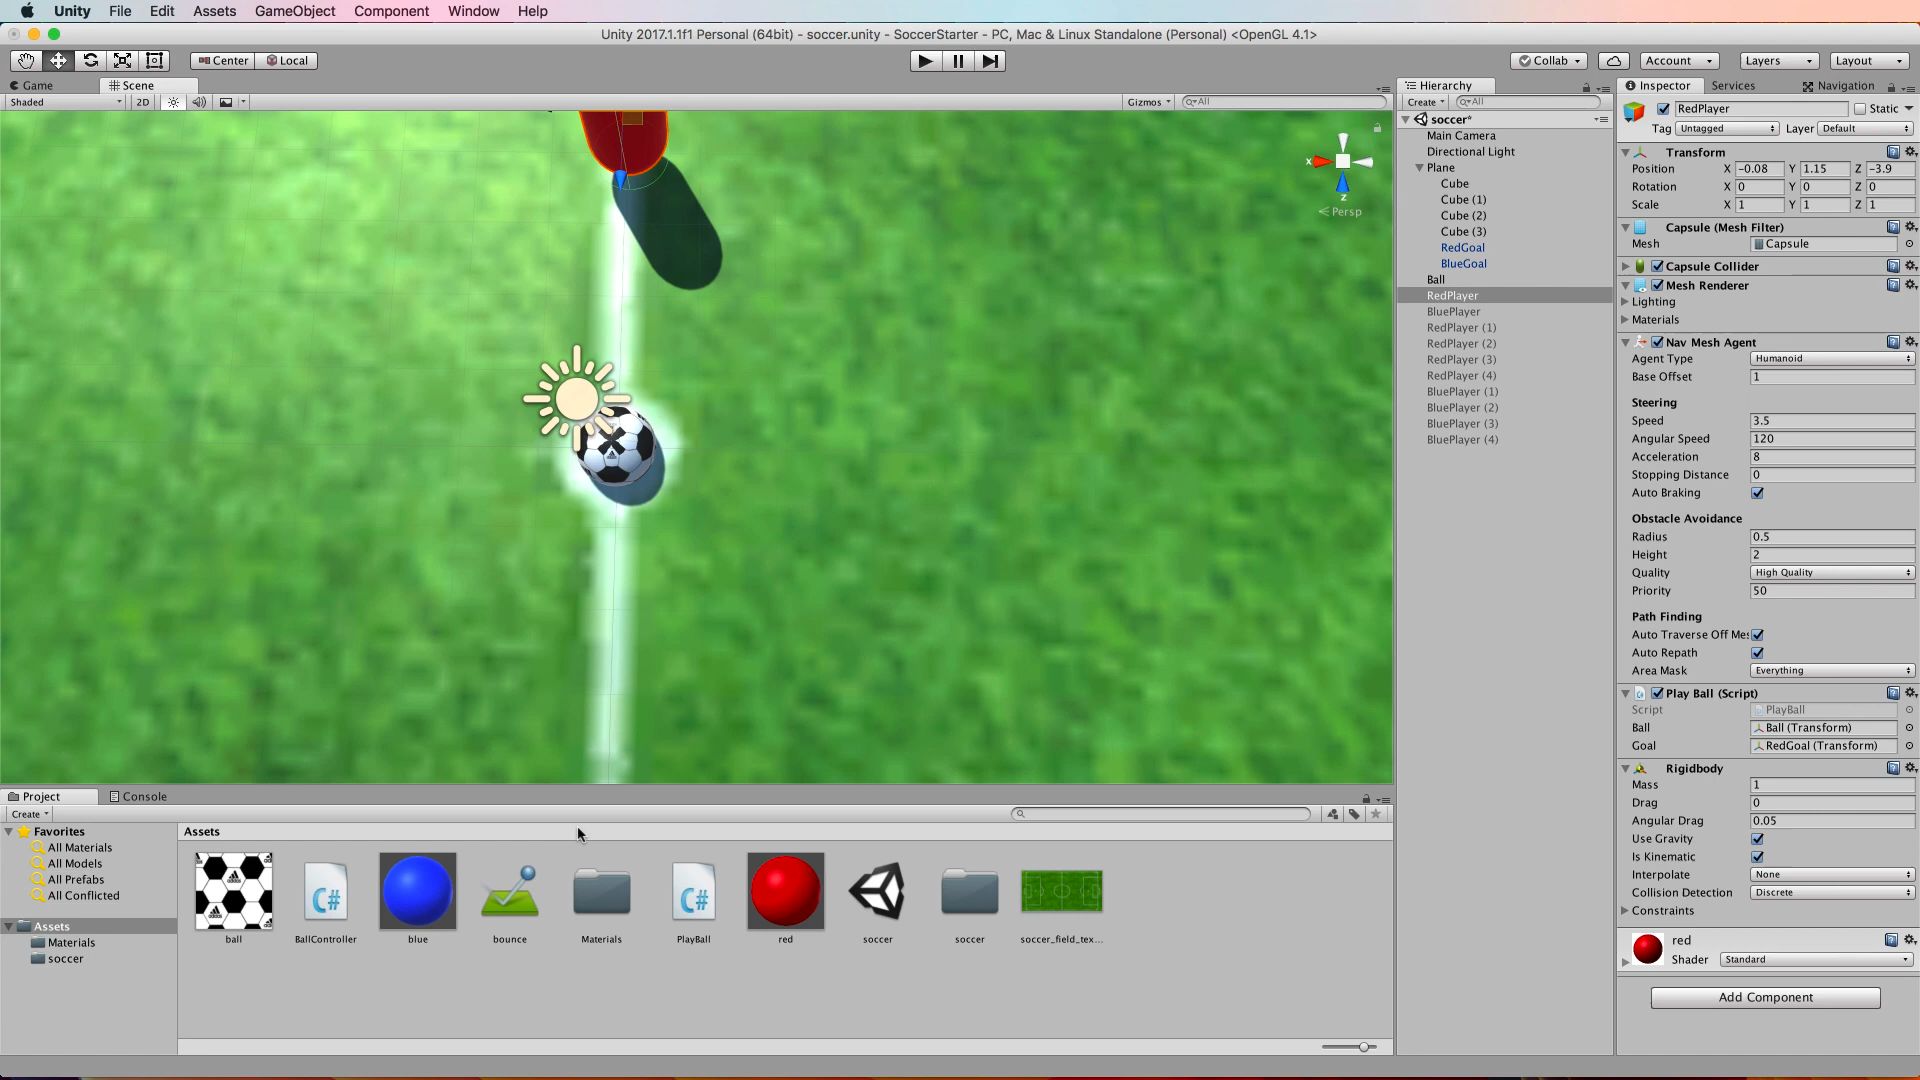 Unity File Edit Assets GameObject Component Window Help
Unity 2017.1.1f1 Personal (64bit) - soccer.unity - SoccerStarter - PC, Mac & Linux Standalone (Personal) <OpenGL 4.1>
Center Local Collab Account Layers Layout
Game Scene
Shaded 2D Gizmos All
x
z
Persp
Hierarchy
Create All
soccer*
Main Camera
Directional Light
Plane
Cube
Cube (1)
Cube (2)
Cube (3)
RedGoal
BlueGoal
Ball
RedPlayer
BluePlayer
RedPlayer (1)
RedPlayer (2)
RedPlayer (3)
RedPlayer (4)
BluePlayer (1)
BluePlayer (2)
BluePlayer (3)
BluePlayer (4)
Inspector Services Navigation
RedPlayer Static
Tag Untagged Layer Default
Transform
Position X -0.08 Y 1.15 Z -3.9
Rotation X 0 Y 0 Z 0
Scale X 1 Y 1 Z 1
Capsule (Mesh Filter)
Mesh Capsule
Capsule Collider
Mesh Renderer
Lighting
Materials
Nav Mesh Agent
Agent Type Humanoid
Base Offset 1
Steering
Speed 3.5
Angular Speed 120
Acceleration 8
Stopping Distance 0
Auto Braking
Obstacle Avoidance
Radius 0.5
Height 2
Quality High Quality
Priority 50
Path Finding
Auto Traverse Off Mes
Auto Repath
Area Mask Everything
Play Ball (Script)
Script PlayBall
Ball Ball (Transform)
Goal RedGoal (Transform)
Rigidbody
Mass 1
Drag 0
Angular Drag 0.05
Use Gravity
Is Kinematic
Interpolate None
Collision Detection Discrete
Constraints
red
Shader Standard
Add Component
Project Console
Create
Favorites
All Materials
All Models
All Prefabs
All Conflicted
Assets
Materials
soccer
Assets
C# C#
ball BallController blue bounce Materials PlayBall red soccer soccer soccer_field_tex...